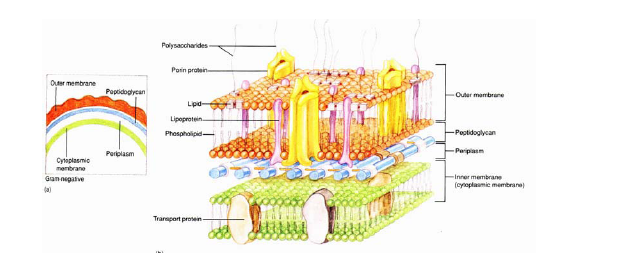 Outer membrane
Peptidoglycan
Cytoplasmic
membrane
Periplasm
Gram-negative
(a)
Polysaccharides
Porin protein
Lipid
Lipoprotein
Phospholipid
Transport protein
Outer membrane
Peptidoglycan
Periplasm
Inner membrane
(cytoplasmic membrane)